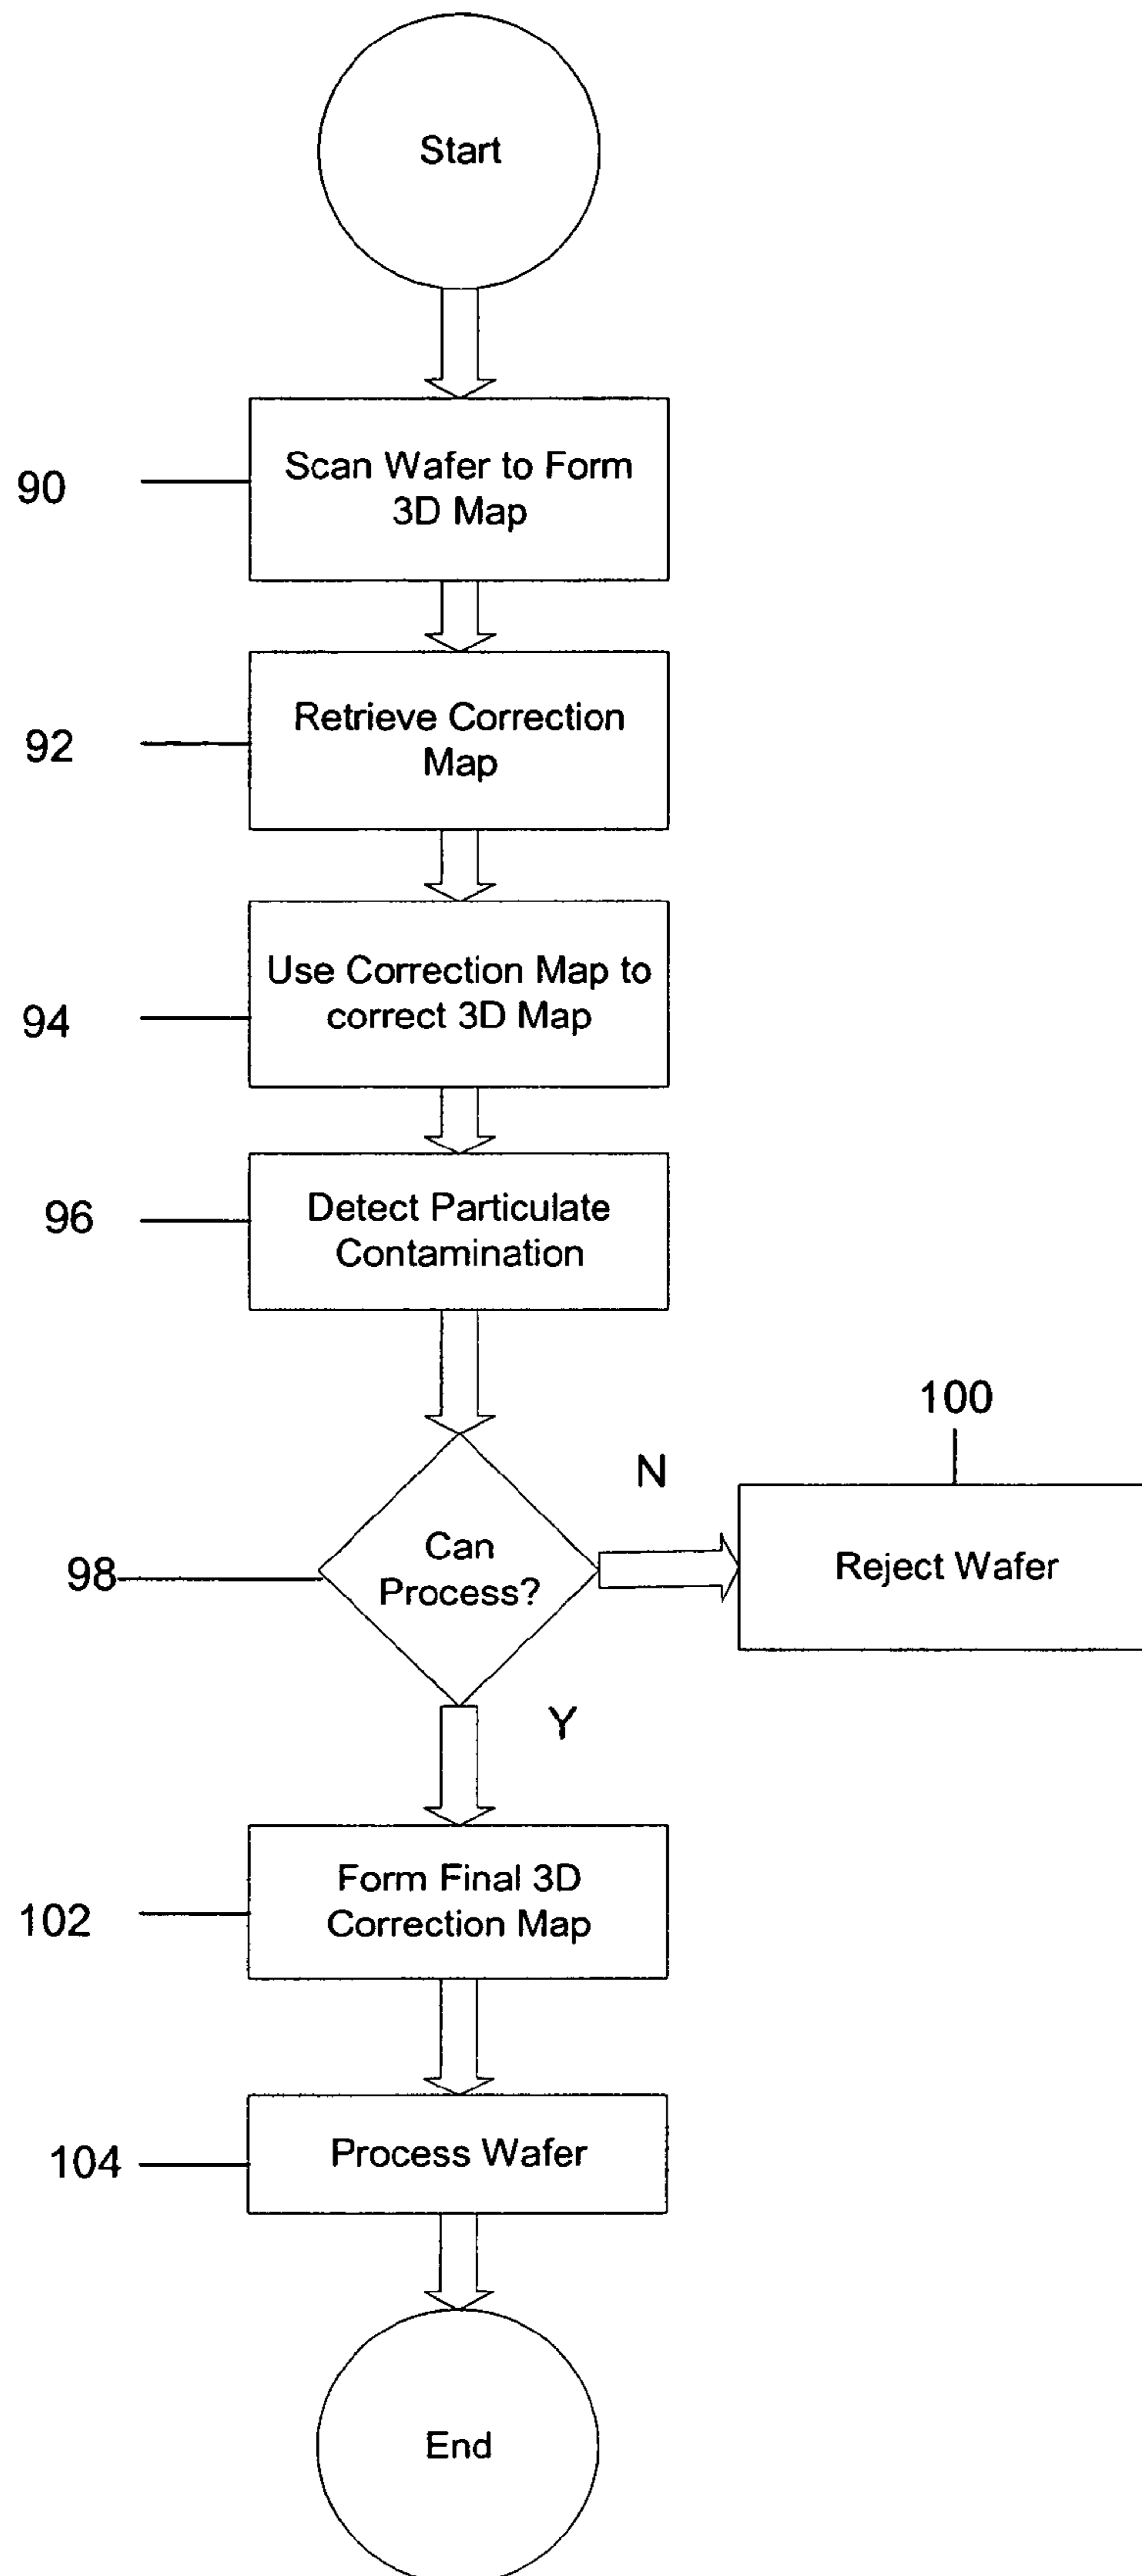 Start
90
Scan Wafer to Form
3D Map
92
Retrieve Correction
Map
94
Use Correction Map to
correct 3D Map
96
Detect Particulate
Contamination
98
Can
Process?
N
100
Reject Wafer
Y
102
Form Final 3D
Correction Map
104
Process Wafer
End